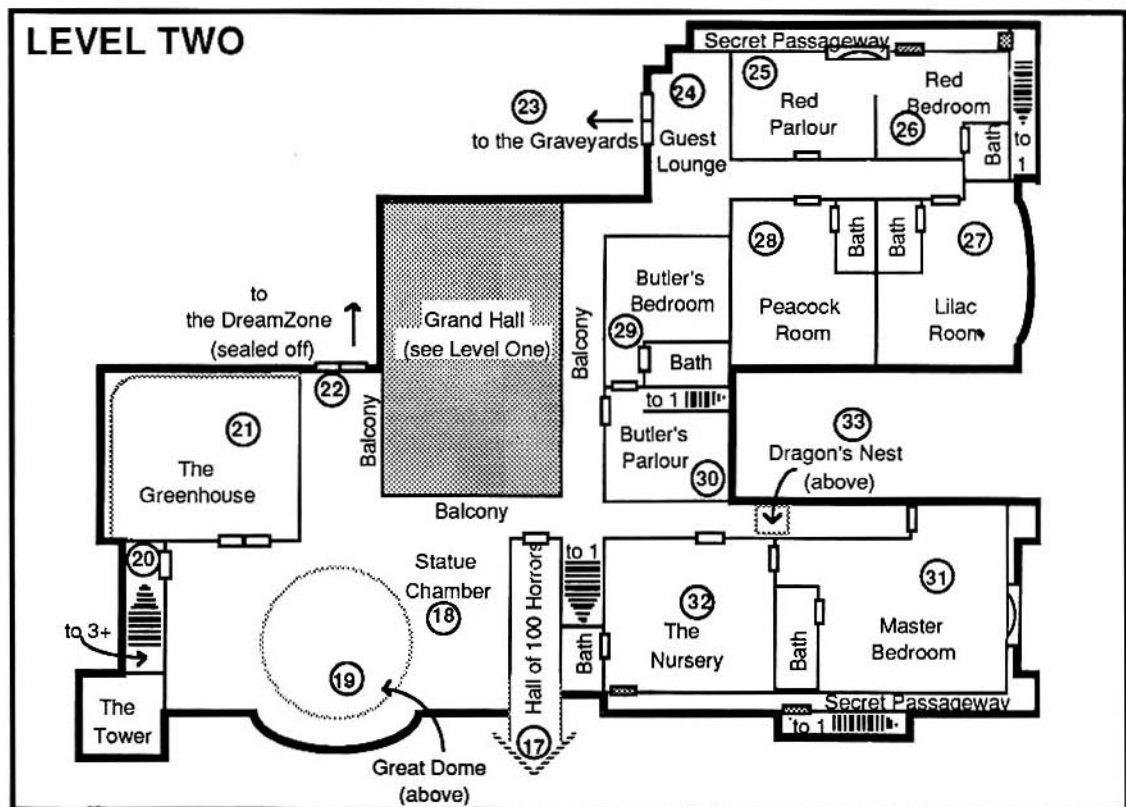 LEVEL TWO
Secret Passageway
25
24
23
to the Graveyards
Guest
Lounge
Red
Parlour
Red
Bedroom
26
Bath
to
1
28
Bath
Bath
27
Peacock
Room
Lilac
Room
to
the DreamZone
(sealed off)
22
Grand Hall
(see Level One)
Balcony
Balcony
Balcony
Butler's
Bedroom
29
Bath
to 1
Butler's
Parlour
30
33
Dragon's Nest
(above)
21
The
Greenhouse
20
to 3+
The
Tower
Statue
Chamber
18
19
Great Dome
(above)
Hall of 100 Horrors
17
to 1
Bath
32
The
Nursery
Bath
31
Master
Bedroom
Secret Passageway
to 1